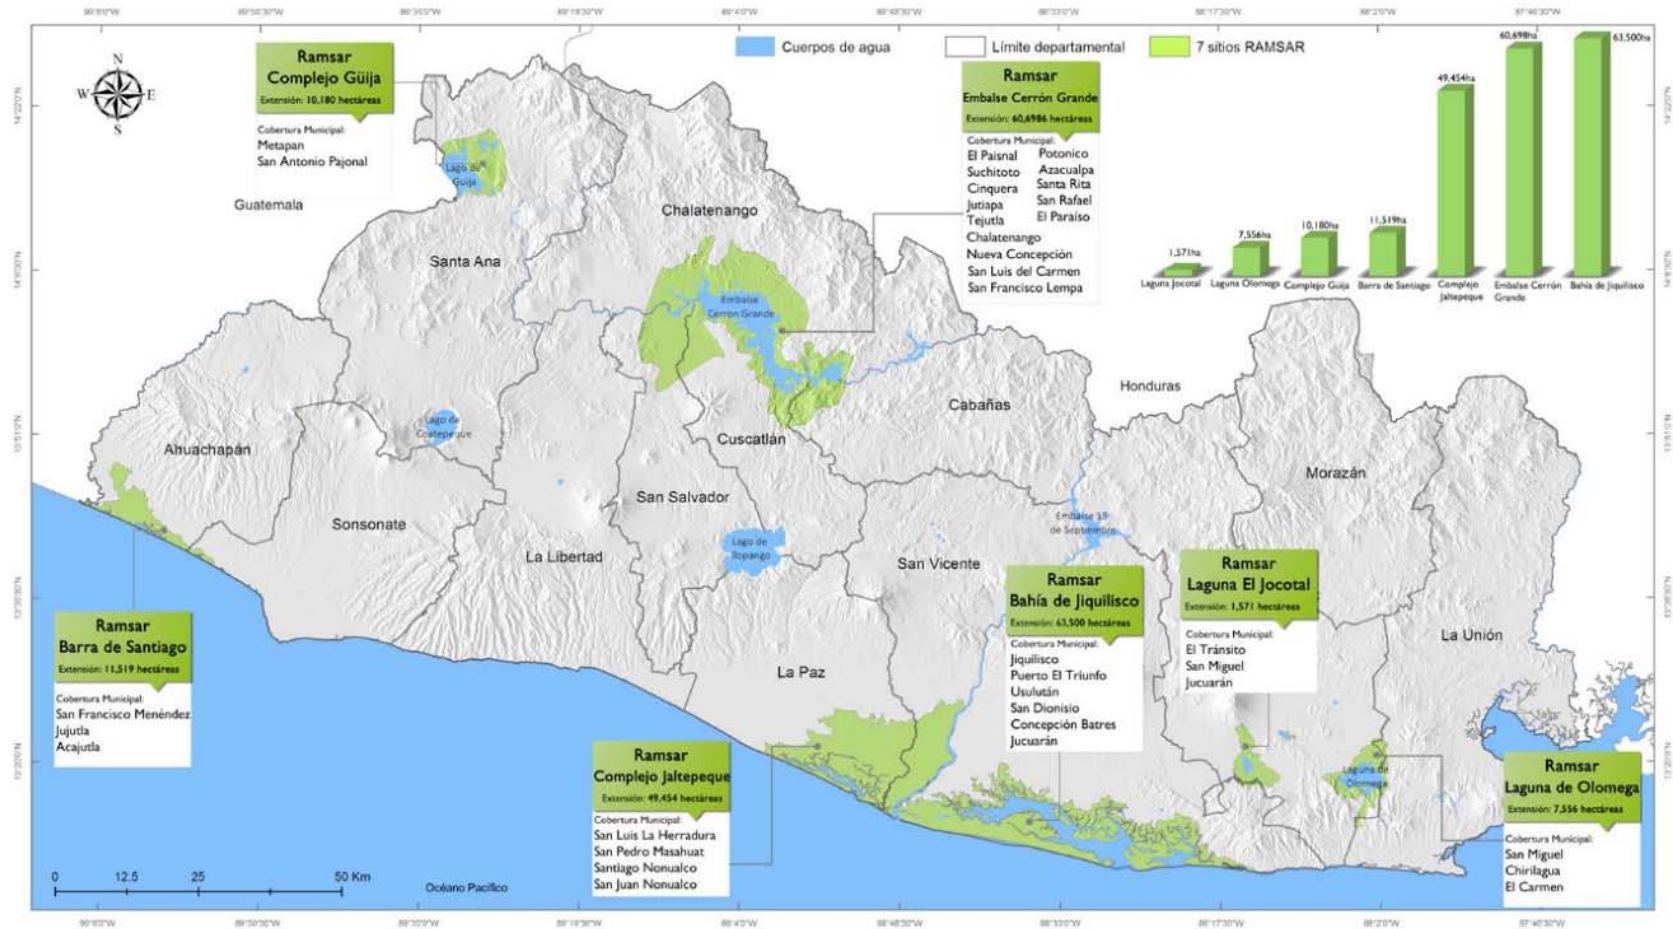 Cuerpos de agua
Límite departamental
7 sitios RAMSAR
N
W
E
S
Ramsar
Complejo Güija
Extensión: 10,180 hectáreas
Cobertura Municipal:
Metapan
San Antonio Pajonal
Ramsar
Embalse Cerrón Grande
Extensión: 60,6986 hectáreas
Cobertura Municipal:
El Paisnal
Suchitoto
Cinquera
Jutiapa
Tejutla
Chalatenango
Nueva Concepción
San Luis del Carmen
San Francisco Lempa
Potonico
Azacualpa
Santa Rita
San Rafael
El Paraíso
1,571ha
7,556ha
10,180ha
11,519ha
49,454ha
60,698ha
63,500ha
Laguna Jocotal
Laguna Olomega
Complejo Güija
Barra de Santiago
Complejo
Jaltepeque
Embalse Cerrón
Grande
Bahía de Jiquilisco
Guatemala
Honduras
Lago de
Guija
Chalatenango
Santa Ana
Embalse
Cerron Grande
Cabañas
Ahuachapán
Lago de
Coatepeque
Cuscatlán
Morazán
San Salvador
Sonsonate
La Libertad
Lago de
Ilopango
San Vicente
Embalse 15
de Septiembre
La Unión
La Paz
Laguna de
Olomega
Ramsar
Barra de Santiago
Extensión: 11,519 hectáreas
Cobertura Municipal:
San Francisco Menéndez
Jujutla
Acajutla
Ramsar
Complejo Jaltepeque
Extensión: 49,454 hectáreas
Cobertura Municipal:
San Luis La Herradura
San Pedro Masahuat
Santiago Nonualco
San Juan Nonualco
Ramsar
Bahía de Jiquilisco
Extensión: 63,500 hectáreas
Cobertura Municipal:
Jiquilisco
Puerto El Triunfo
Usulután
San Dionisio
Concepción Batres
Jucuarán
Ramsar
Laguna El Jocotal
Extensión: 1,571 hectáreas
Cobertura Municipal:
El Tránsito
San Miguel
Jucuarán
Ramsar
Laguna de Olomega
Extensión: 7,556 hectáreas
Cobertura Municipal:
San Miguel
Chirilagua
El Carmen
0 12.5 25 50 Km
Océano Pacífico